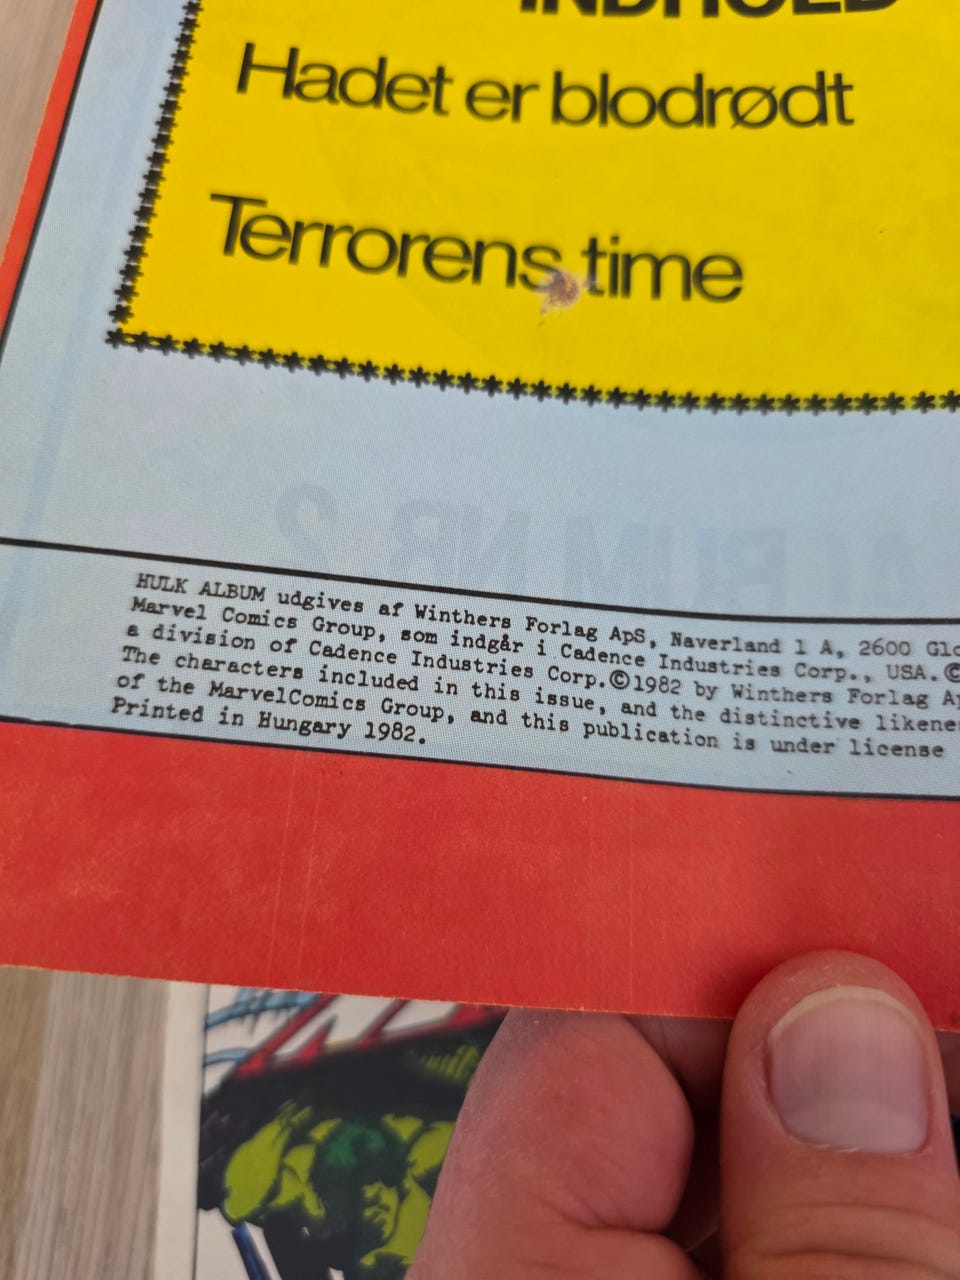 INDHOLD
Hadet er blodrødt
Terrorens time
HULK ALBUM udgives af Winthers Forlag ApS, Naverland 1 A, 2600
Marvel Comics Group, som indgår i Cadence Industries Corp., USA. ©
a division of Cadence Industries Corp. © 1982 by Winthers Forlag
The characters included in this issue, and the distinctive
of the MarvelComics Group, and this publication is under license
Printed in Hungary 1982.